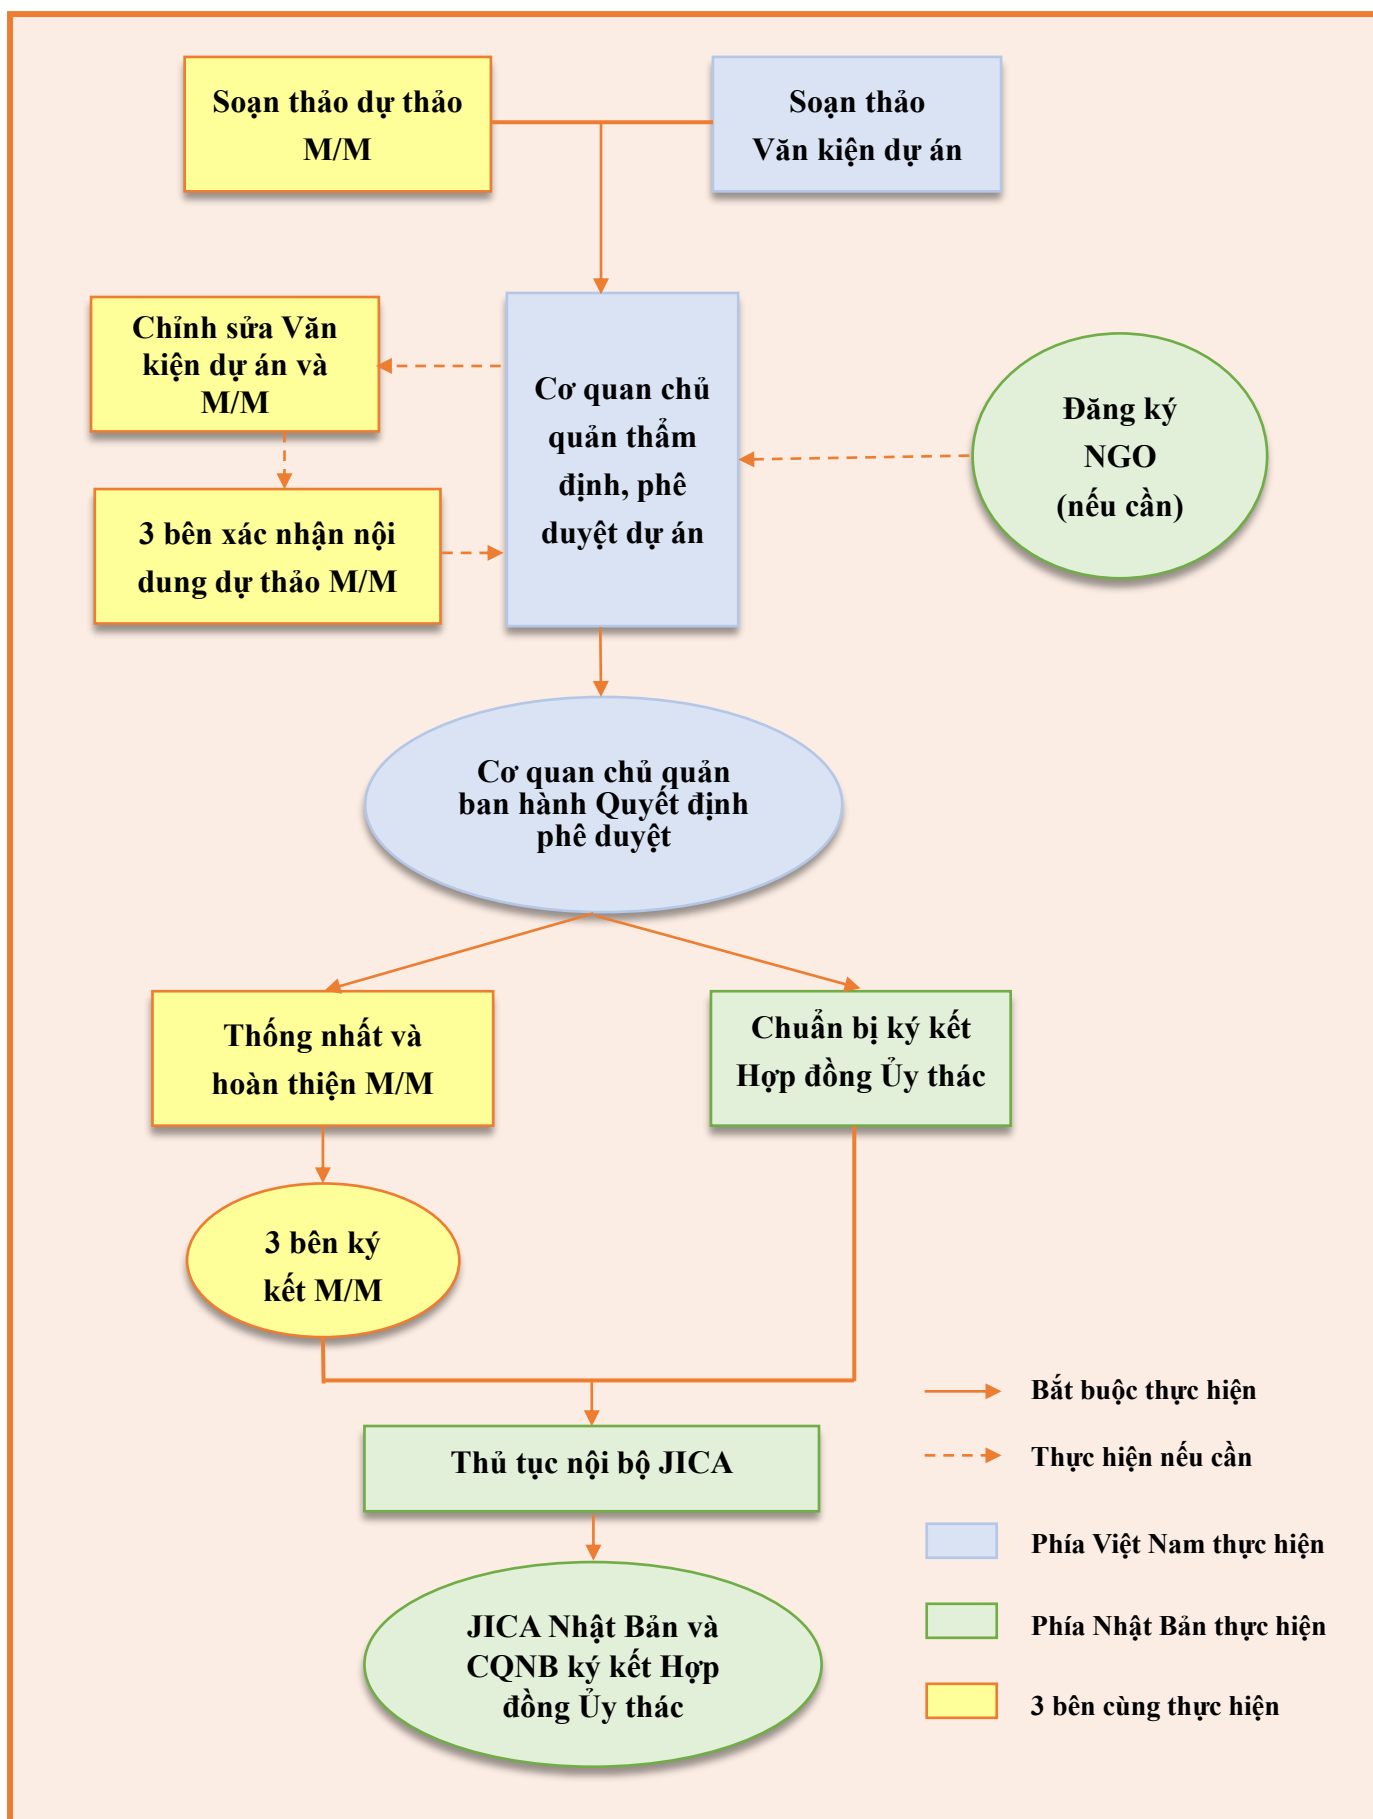 Soạn thảo dự thảo
M/M
Soạn thảo
Văn kiện dự án
Chỉnh sửa Văn
kiện dự án và
M/M
3 bên xác nhận nội
dung dự thảo M/M
Cơ quan chủ
quản thẩm
định, phê
duyệt dự án
Đăng ký
NGO
(nếu cần)
Cơ quan chủ quản
ban hành Quyết định
phê duyệt
Thống nhất và
hoàn thiện M/M
Chuẩn bị ký kết
Hợp đồng Ủy thác
3 bên ký
kết M/M
Thủ tục nội bộ JICA
JICA Nhật Bản và
CQNB ký kết Hợp
đồng Ủy thác
Bắt buộc thực hiện
Thực hiện nếu cần
Phía Việt Nam thực hiện
Phía Nhật Bản thực hiện
3 bên cùng thực hiện